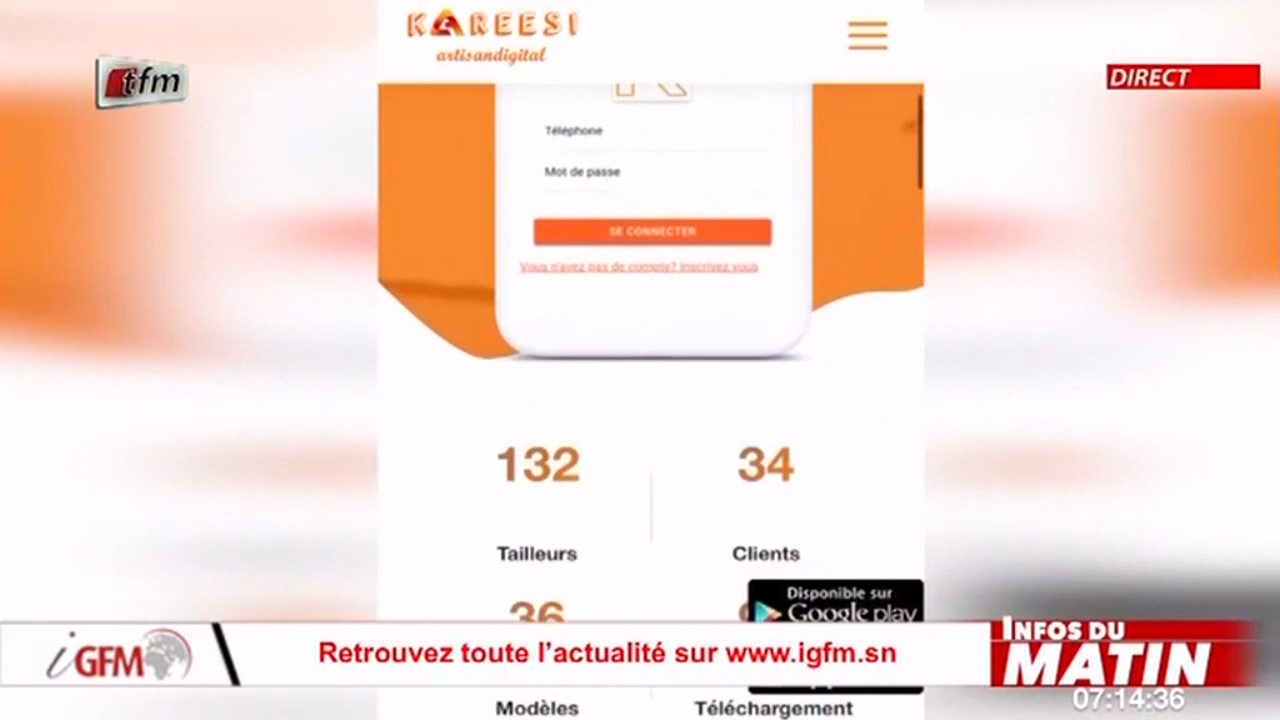 KAREESI
artisandigital
tfm
DIRECT
Téléphone
Mot de passe
SE CONNECTER
Vous n'avez pas de compte? Inscrivez vous
132
34
Tailleurs
Clients
36
Disponible sur
Google play
iGFM
Retrouvez toute l'actualité sur www.igfm.sn
INFOS DU
MATIN
07:14:36
Modèles
Téléchargement